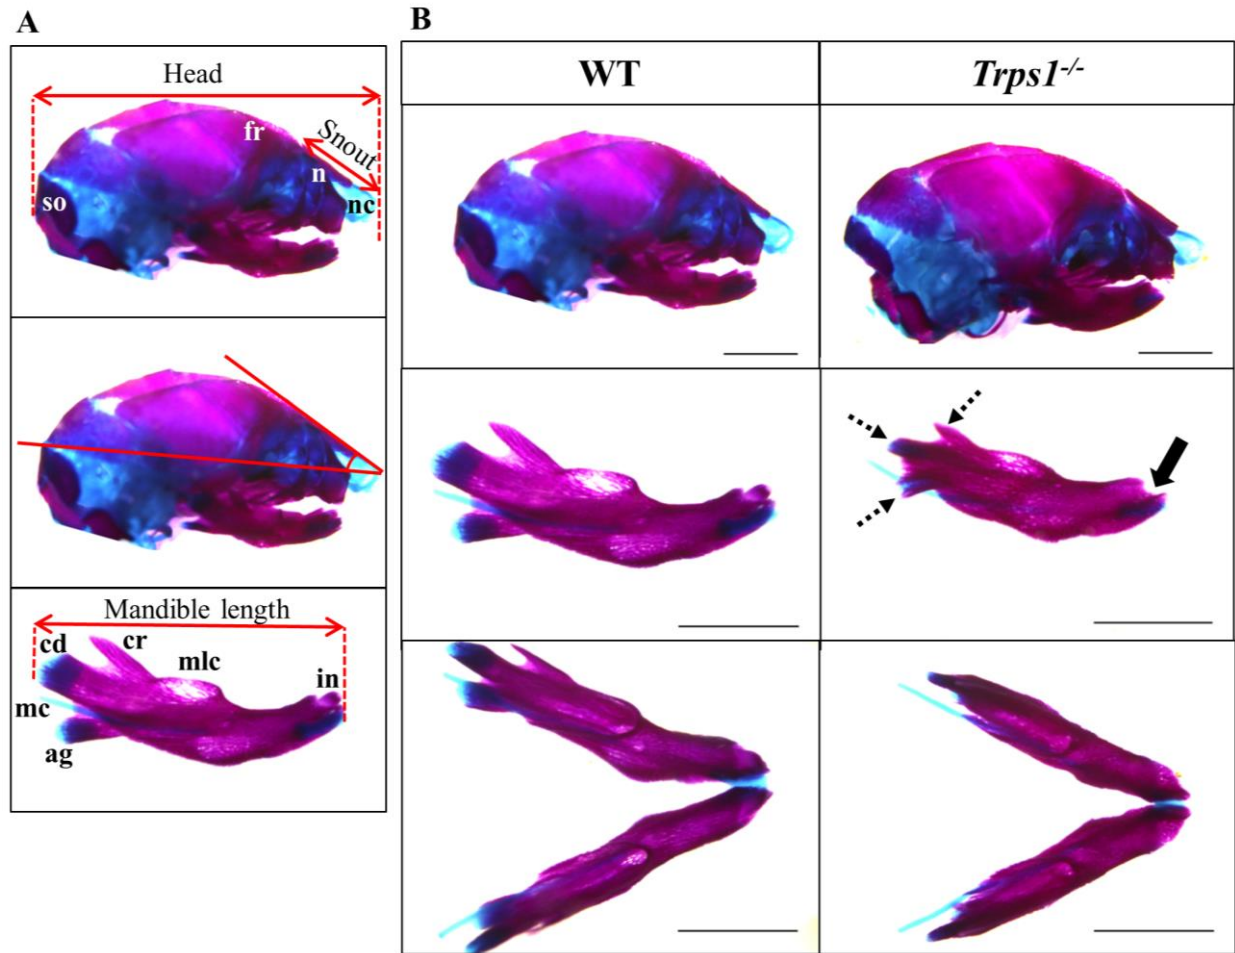 A
Head
fr
Snout
n
so
nc
Mandible length
cd
cr
mlc
in
mc
ag
B
WT
Trps1-/-